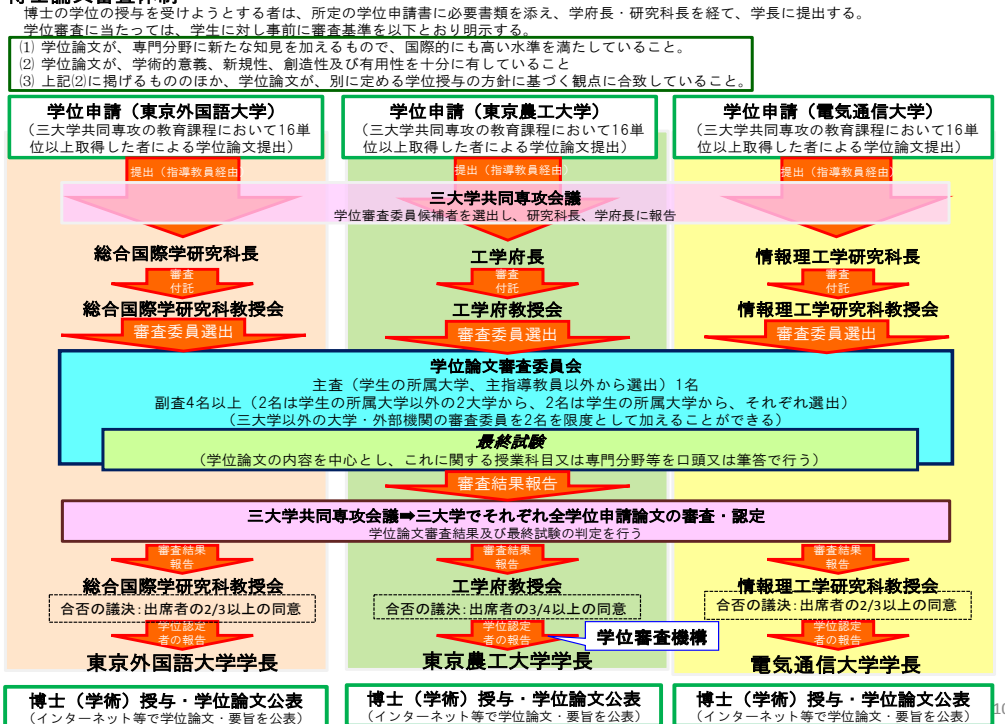 博士論文審査体制
博士の学位の授与を受けようとする者は、所定の学位申請書に必要書類を添え、学府長・研究科長を経て、学長に提出する。
学位審査に当たっては、学生に対し事前に審査基準を以下とおり明示する。
⑴ 学位論文が、専門分野に新たな知見を加えるもので、国際的にも高い水準を満たしていること。
⑵ 学位論文が、学術的意義、新規性、創造性及び有用性を十分に有していること
⑶ 上記⑵に掲げるもののほか、学位論文が、別に定める学位授与の方針に基づく観点に合致していること。
学位申請（東京外国語大学）
（三大学共同専攻の教育課程において16単
位以上取得した者による学位論文提出）
学位申請（東京農工大学）
（三大学共同専攻の教育課程において16単
位以上取得した者による学位論文提出）
学位申請（電気通信大学）
（三大学共同専攻の教育課程において16単
位以上取得した者による学位論文提出）
提出（指導教員経由）
提出（指導教員経由）
提出（指導教員経由）
三大学共同専攻会議
学位審査委員候補者を選出し、研究科長、学府長に報告
総合国際学研究科長
工学府長
情報理工学研究科長
審査
付託
審査
付託
審査
付託
総合国際学研究科教授会
工学府教授会
情報理工学研究科教授会
審査委員選出
審査委員選出
審査委員選出
学位論文審査委員会
主査（学生の所属大学、主指導教員以外から選出）1名
副査4名以上（2名は学生の所属大学以外の2大学から、2名は学生の所属大学から、それぞれ選出）
（三大学以外の大学・外部機関の審査委員を2名を限度として加えることができる）
最終試験
（学位論文の内容を中心とし、これに関する授業科目又は専門分野等を口頭又は筆答で行う）
審査結果報告
三大学共同専攻会議➡三大学でそれぞれ全学位申請論文の審査・認定
学位論文審査結果及び最終試験の判定を行う
審査結果
報告
審査結果
報告
審査結果
報告
総合国際学研究科教授会
工学府教授会
情報理工学研究科教授会
合否の議決：出席者の2/3以上の同意
合否の議決：出席者の3/4以上の同意
合否の議決：出席者の2/3以上の同意
学位認定
者の報告
学位認定
者の報告
学位認定
者の報告
学位審査機構
東京外国語大学学長
東京農工大学学長
電気通信大学学長
博士（学術）授与・学位論文公表
（インターネット等で学位論文・要旨を公表）
博士（学術）授与・学位論文公表
（インターネット等で学位論文・要旨を公表）
博士（学術）授与・学位論文公表
（インターネット等で学位論文・要旨を公表）